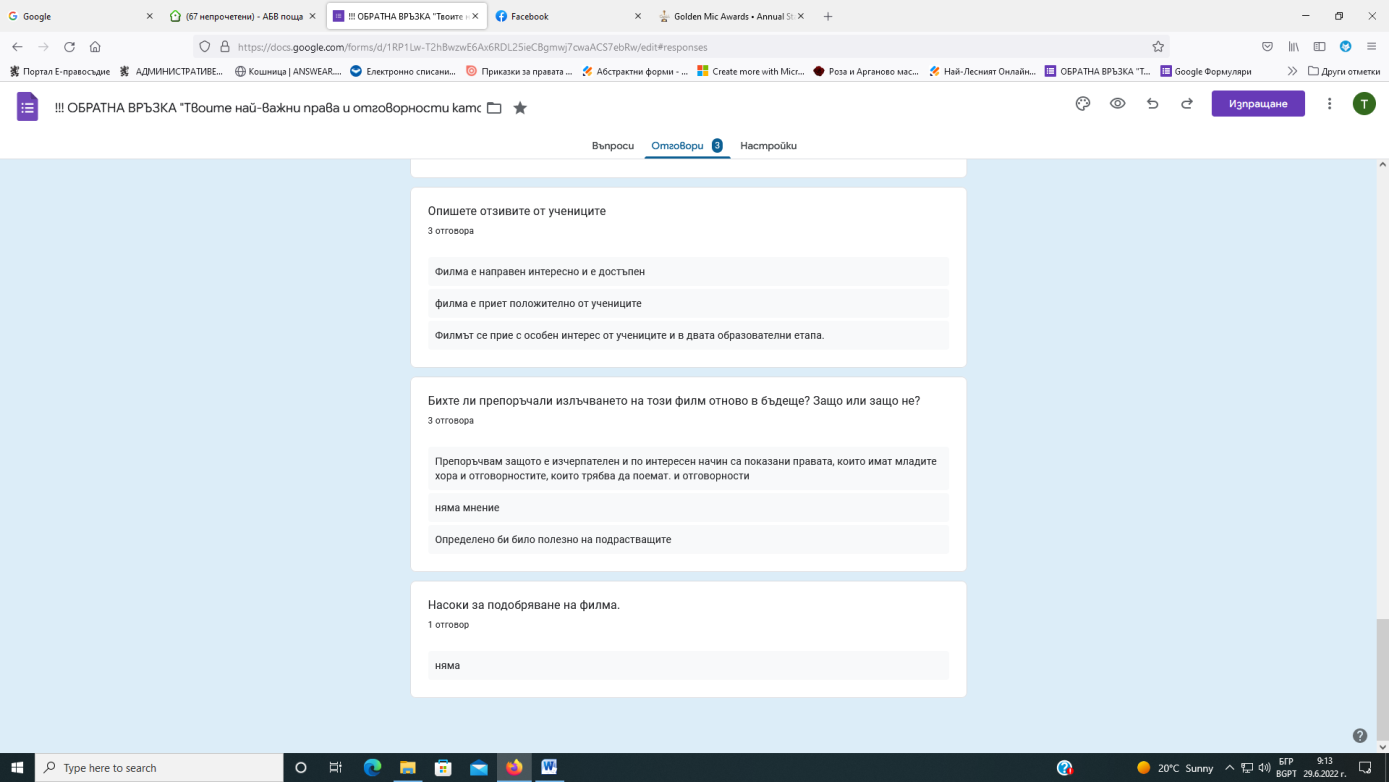 Google
(67 непрочетени) - АБВ поща
!!! ОБРАТНА ВРЪЗКА "Твоите н
Facebook
Golden Mic Awards • Annual St
https://docs.google.com/forms/d/1RP1Lw-T2hBwzwE6Ax6RDL25ieCBgmwj7cwaACS7ebRw/edit#responses
Портал Е-правосъдие
АДМИНИСТРАТИВЕ...
Кошница | ANSWEAR....
Електронно списани...
Приказки за правата ...
Абстрактни форми - ...
Create more with Micr...
Роза и Арганово мас...
Най-Лесният Онлайн...
ОБРАТНА ВРЪЗКА "Т...
Google Формуляри
Други отметки
!!! ОБРАТНА ВРЪЗКА "Твоите най-важни права и отговорности като
Изпращане
T
Въпроси
Отговори 3
Настройки
Опишете отзивите от учениците
3 отговора
Филма е направен интересно и е достъпен
филма е приет положително от учениците
Филмът се прие с особен интерес от учениците и в двата образователни етапа.
Бихте ли препоръчали излъчването на този филм отново в бъдеще? Защо или защо не?
3 отговора
Препоръчвам защото е изчерпателен и по интересен начин са показани правата, които имат младите
хора и отговорностите, които трябва да поемат. и отговорности
няма мнение
Определено би било полезно на подрастващите
Насоки за подобряване на филма.
1 отговор
няма
Type here to search
20°C Sunny
БГР
BGPT
9:13
29.6.2022 г.